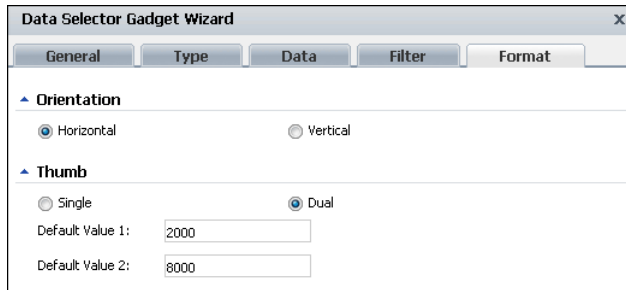 Data Selector Gadget Wizard x
General Type Data Filter Format
Orientation
Horizontal Vertical
Thumb
Single Dual
Default Value 1: 2000
Default Value 2: 8000